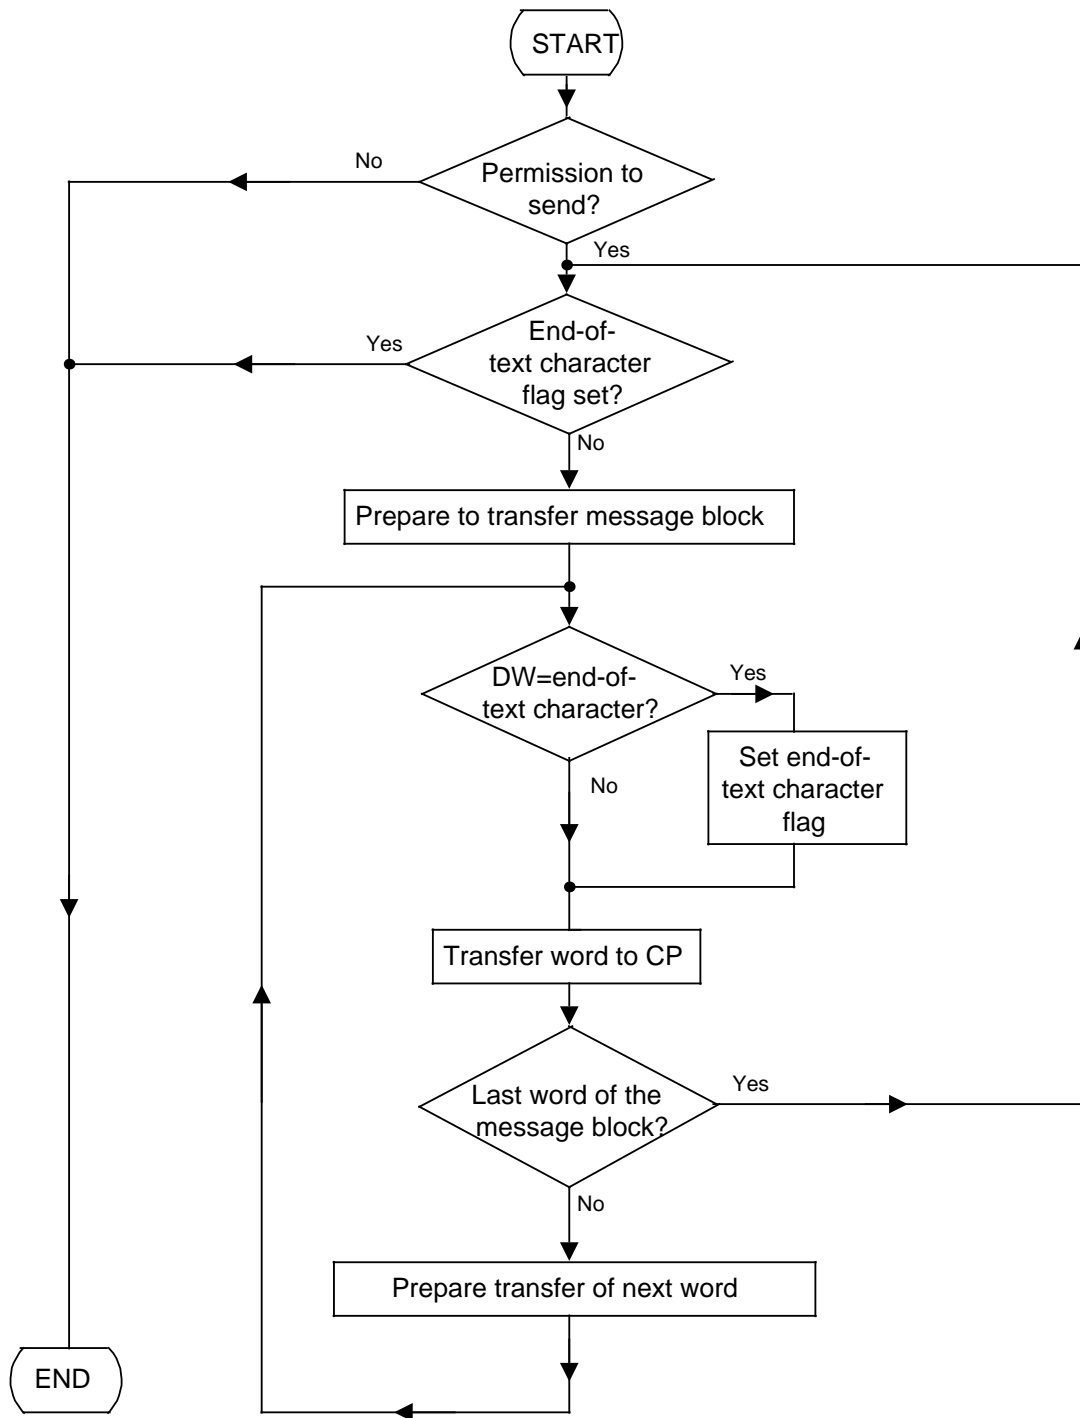 START
No
Permission to
send?
Yes
End-of-
text character
flag set?
Yes
No
Prepare to transfer message block
DW=end-of-
text character?
Yes
Set end-of-
text character
flag
No
Transfer word to CP
Last word of the
message block?
Yes
No
Prepare transfer of next word
END